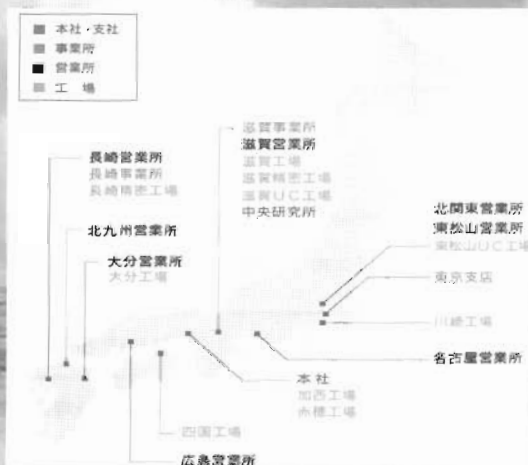 本社・支社
事業所
営業所
工場
滋賀事業所
滋賀営業所
滋賀工場
滋賀精密工場
滋賀UC工場
中央研究所
長崎営業所
長崎事業所
長崎精密工場
北九州営業所
大分営業所
大分工場
北関東営業所
東松山営業所
東松山UC工場
東京支店
川崎工場
名古屋営業所
本社
加西工場
赤穂工場
四国工場
広島営業所